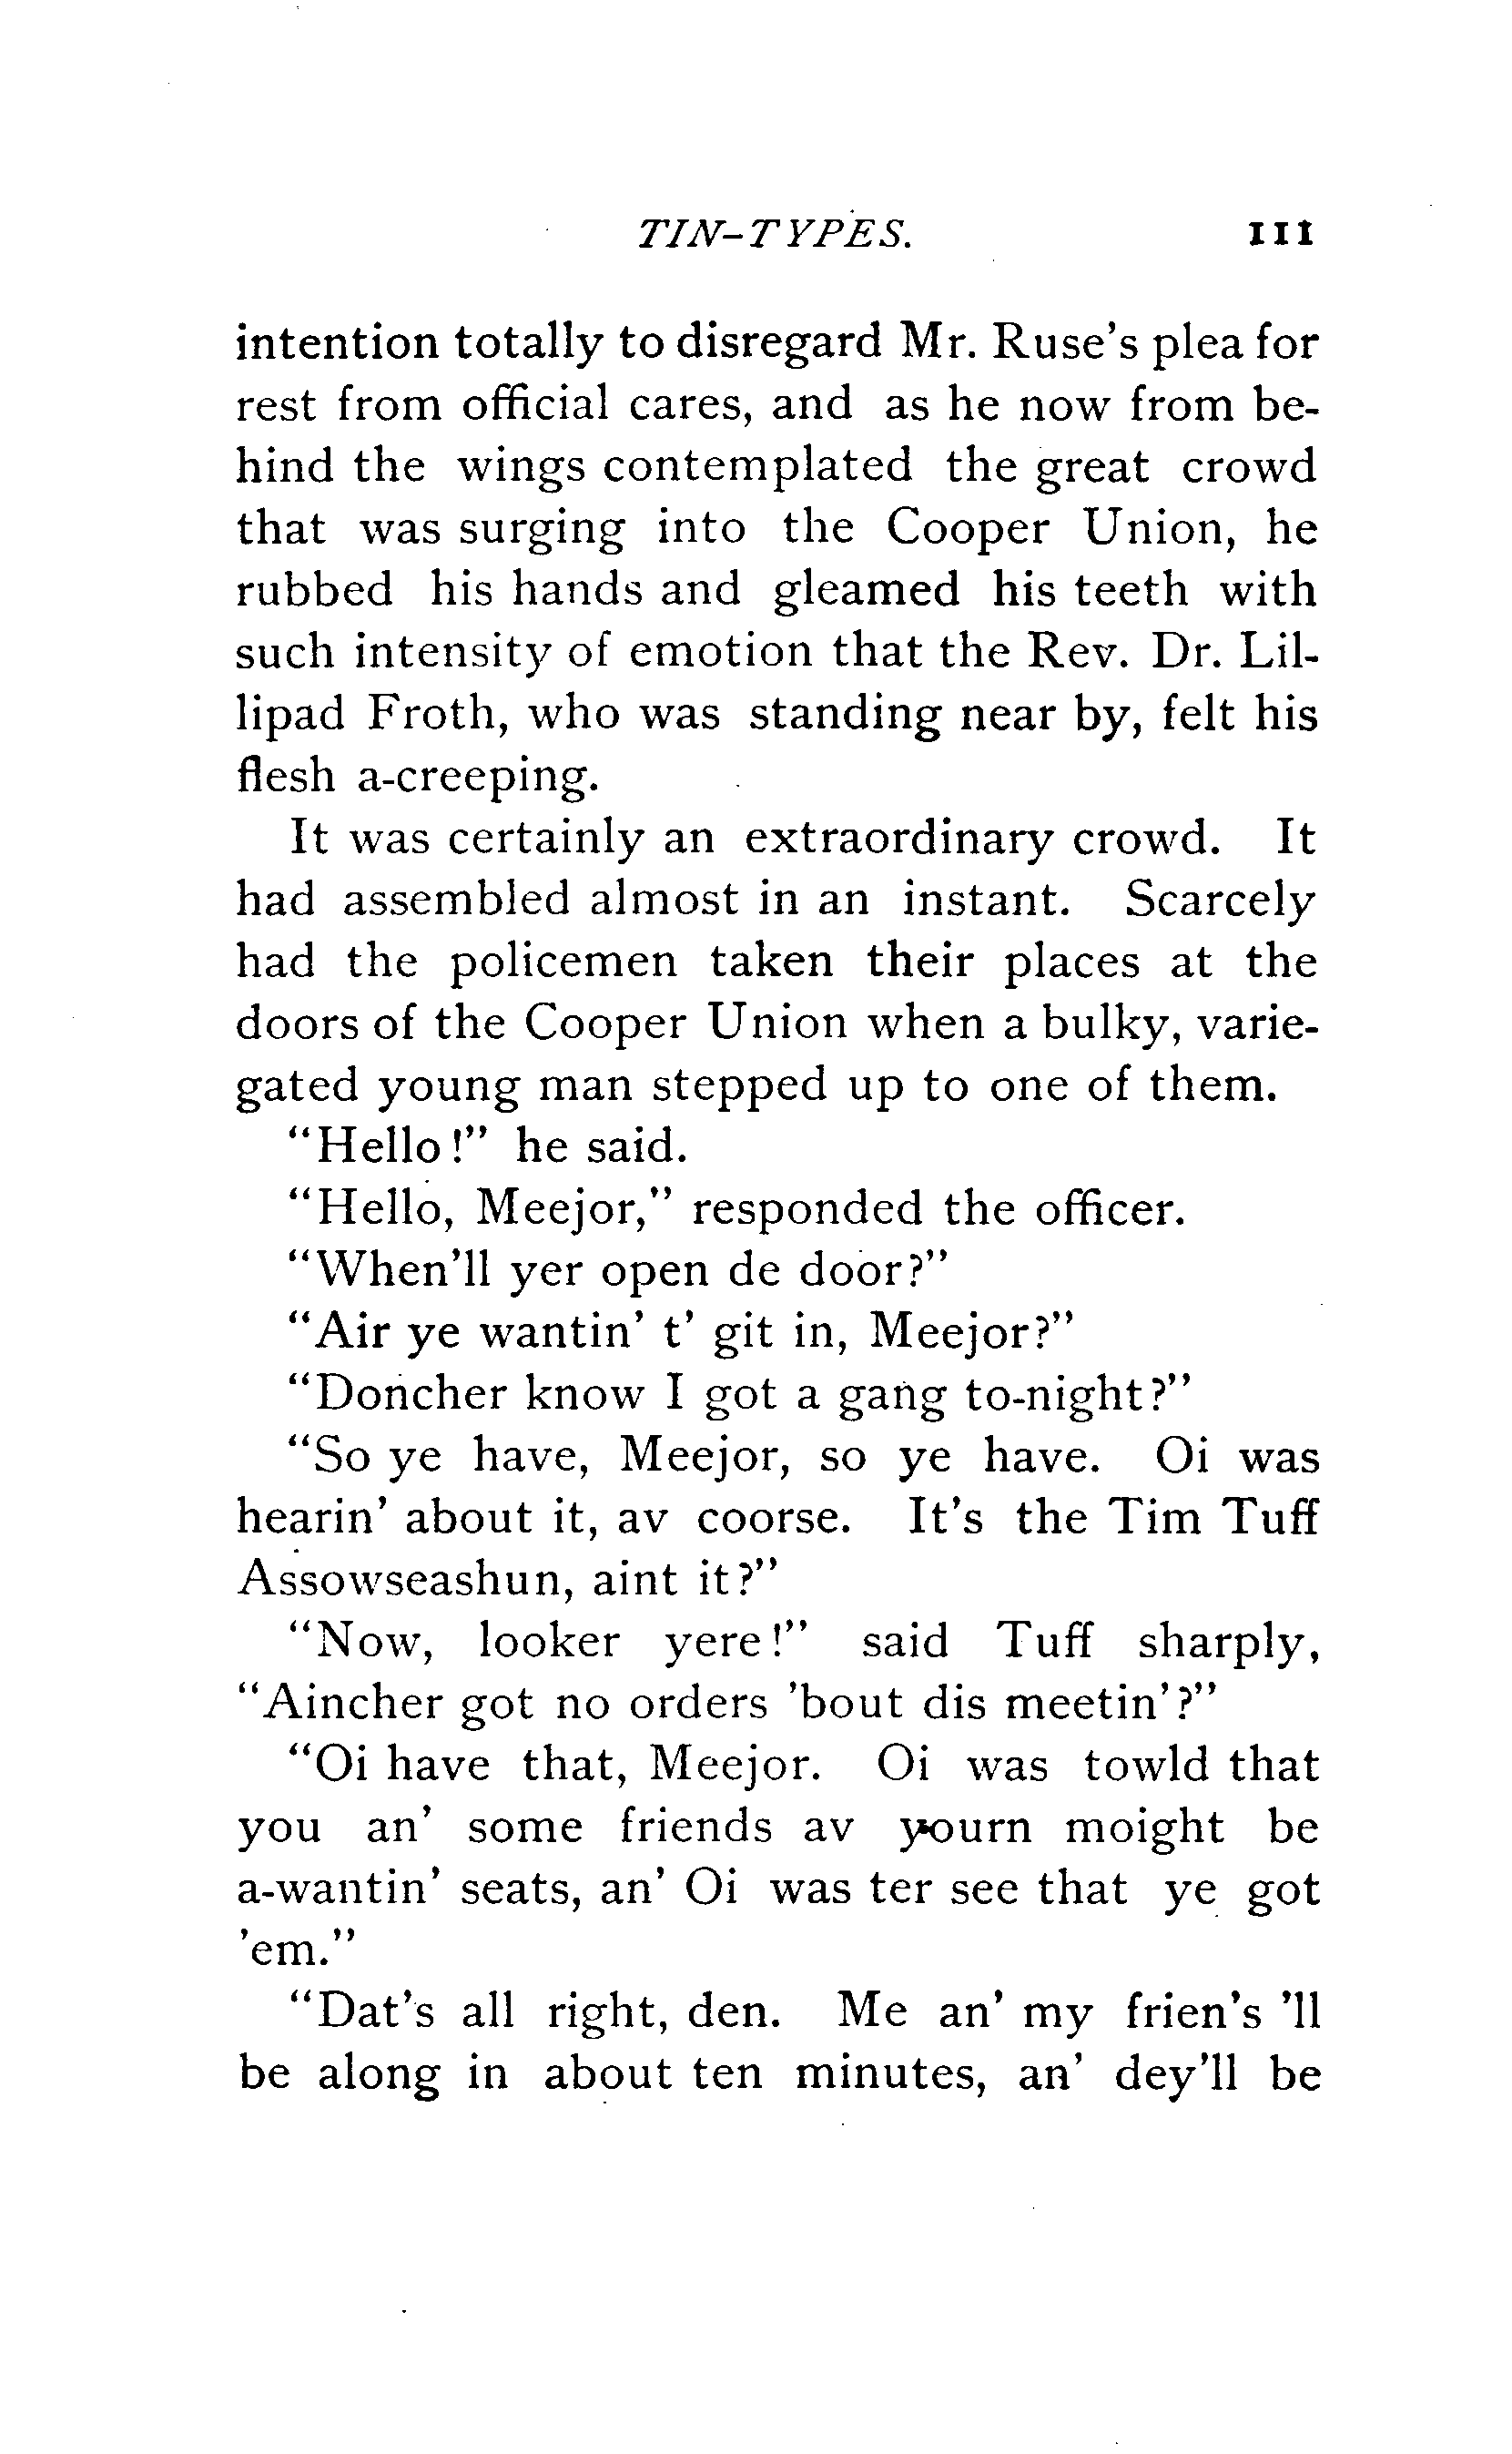 TIN-TYPES. 111
intention totally to disregard Mr. Ruse's plea for
rest from official cares, and as he now from be-
hind the wings contemplated the great crowd
that was surging into the Cooper Union, he
rubbed his hands and gleamed his teeth with
such intensity of emotion that the Rev. Dr. Lil-
lipad Froth, who was standing near by, felt his
flesh a-creeping.
It was certainly an extraordinary crowd. It
had assembled almost in an instant. Scarcely
had the policemen taken their places at the
doors of the Cooper Union when a bulky, varie-
gated young man stepped up to one of them.
"Hello!" he said.
"Hello, Meejor," responded the officer.
"When'll yer open de door?"
"Air ye wantin' t' git in, Meejor?"
"Doncher know I got a gang to-night?"
"So ye have, Meejor, so ye have. Oi was
hearin' about it, av coorse. It's the Tim Tuff
Assowseashun, aint it?"
"Now, looker yere!" said Tuff sharply,
"Aincher got no orders 'bout dis meetin'?"
"Oi have that, Meejor. Oi was towld that
you an' some friends av yourn moight be
a-wantin' seats, an' Oi was ter see that ye got
'em."
"Dat's all right, den. Me an' my frien's 'll
be along in about ten minutes, an' dey'll be